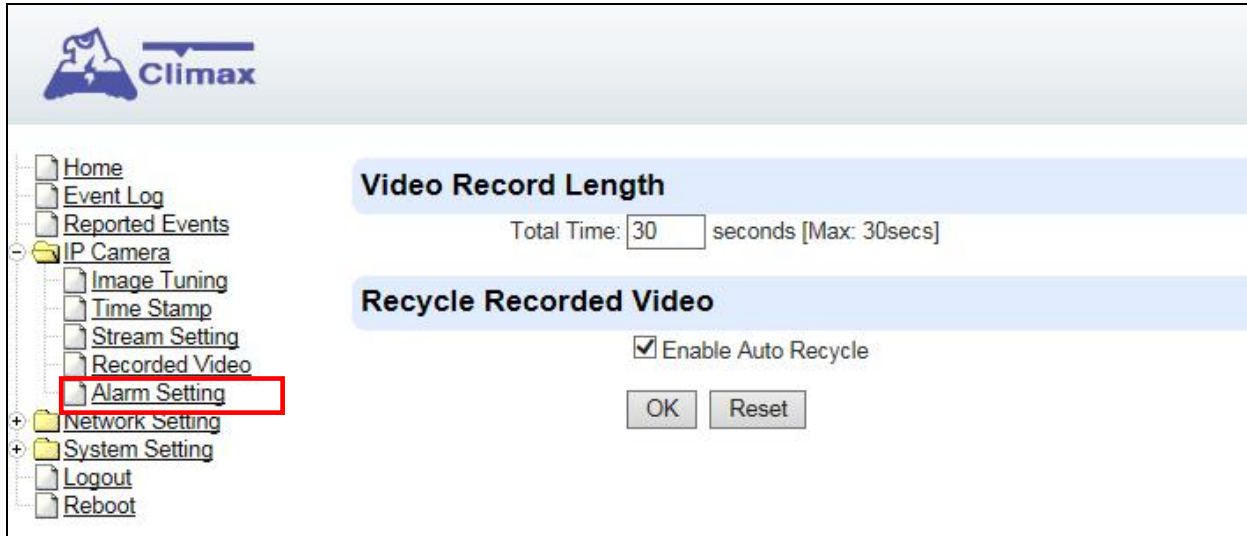 Climax
Home
Event Log
Reported Events
IP Camera
Image Tuning
Time Stamp
Stream Setting
Recorded Video
Alarm Setting
Network Setting
System Setting
Logout
Reboot
Video Record Length
Total Time: 30 seconds [Max: 30secs]
Recycle Recorded Video
Enable Auto Recycle
OK Reset